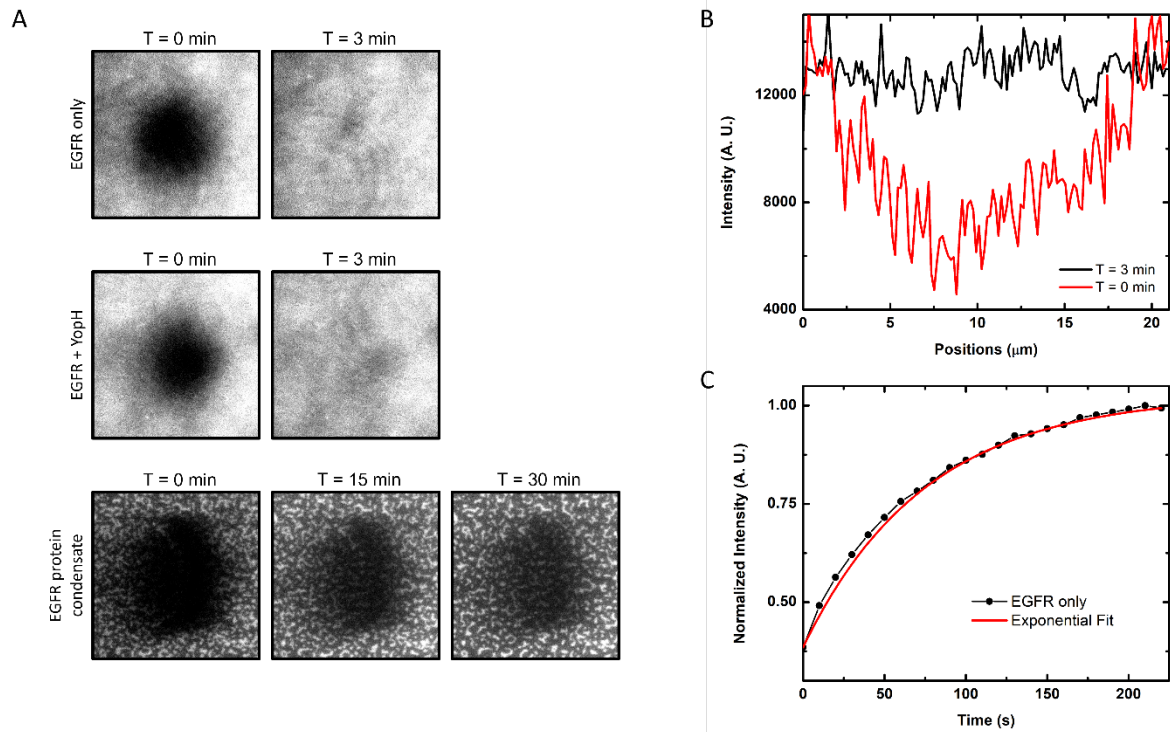 A
T = 0 min T = 3 min
EGFR only
T = 0 min T = 3 min
EGFR + YopH
T = 0 min T = 15 min T = 30 min
EGFR protein
condensate
B
Intensity (A. U.)
12000
8000
4000
T = 3 min
T = 0 min
0 5 10 15 20
Positions (μm)
C
Normalized Intensity (A. U.)
1.00
0.75
0.50
EGFR only
Exponential Fit
0 50 100 150 200
Time (s)